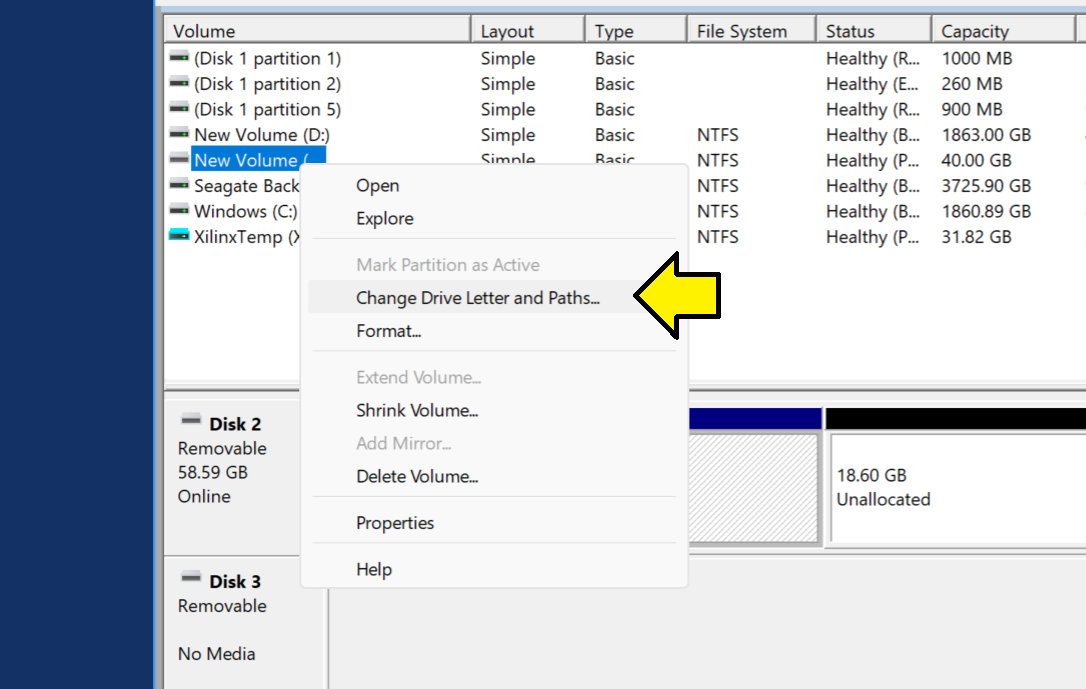 Volume Layout Type File System Status Capacity
(Disk 1 partition 1) Simple Basic Healthy (R... 1000 MB
(Disk 1 partition 2) Simple Basic Healthy (E... 260 MB
(Disk 1 partition 5) Simple Basic Healthy (R... 900 MB
New Volume (D:) Simple Basic NTFS Healthy (B... 1863.00 GB
New Volume ( Simple Basic NTFS Healthy (P... 40.00 GB
Seagate Back NTFS Healthy (B... 3725.90 GB
Windows (C:) NTFS Healthy (B... 1860.89 GB
XilinxTemp (X NTFS Healthy (P... 31.82 GB
Open
Explore
Mark Partition as Active
Change Drive Letter and Paths...
Format...
Extend Volume...
Shrink Volume...
Add Mirror...
Delete Volume...
Properties
Help
Disk 2
Removable
58.59 GB
Online
18.60 GB
Unallocated
Disk 3
Removable
No Media